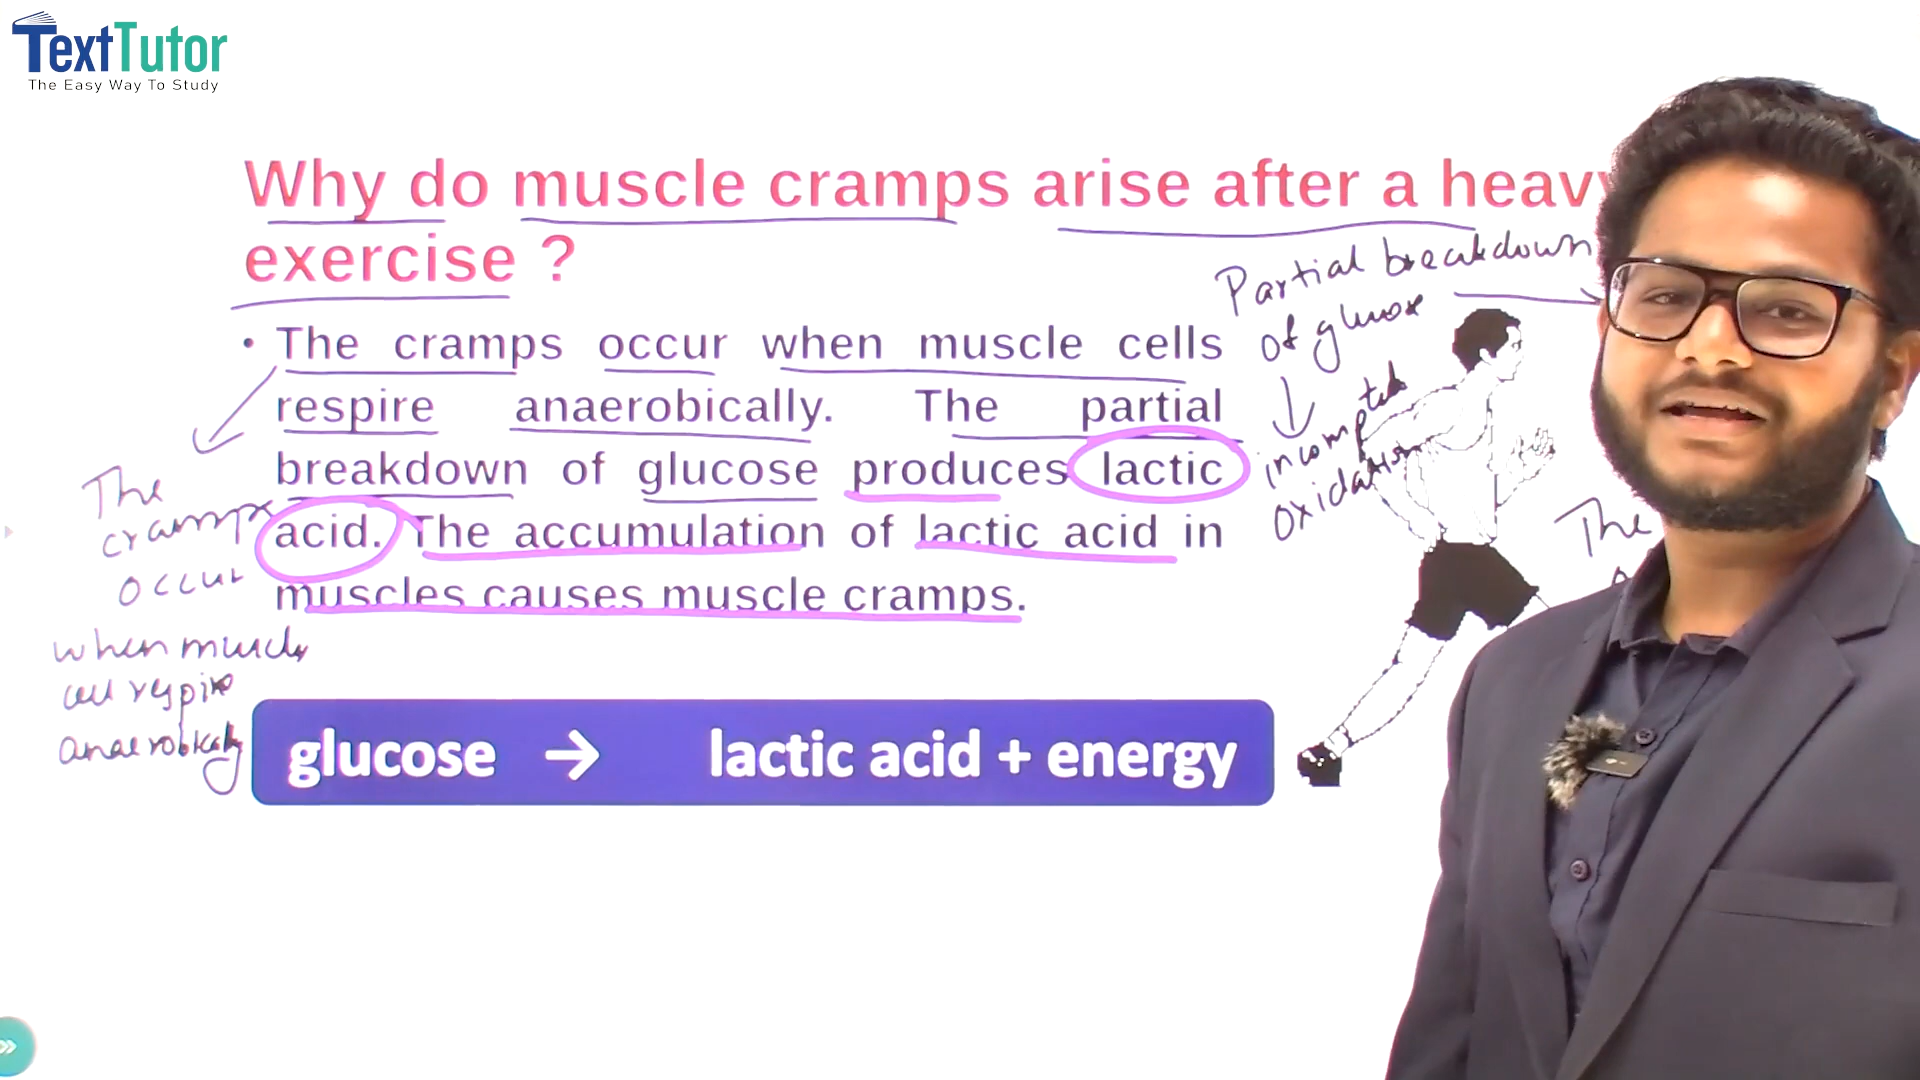 TextTutor
The Easy Way To Study
Why do muscle cramps arise after a heavy
exercise ?
• The cramps occur when muscle cells
respire anaerobically. The partial
breakdown of glucose produces lactic
acid. The accumulation of lactic acid in
muscles causes muscle cramps.
Partial breakdown
of glucose
incompted
oxidation
The
The
cramps
occur
when muscle
cell respire
anaerobically
glucose → lactic acid + energy